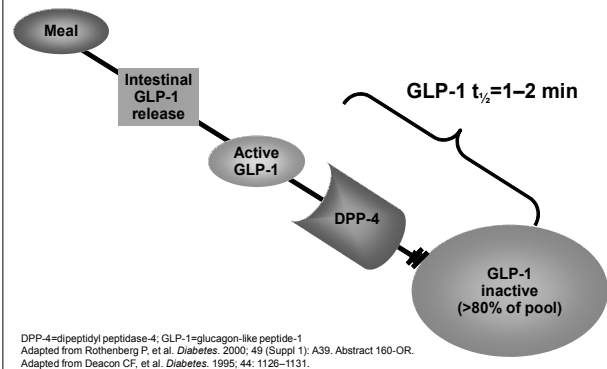 Meal
Intestinal
GLP-1
release
GLP-1 t½=1–2 min
Active
GLP-1
DPP-4
GLP-1
inactive
(>80% of pool)
DPP-4=dipeptidyl peptidase-4; GLP-1=glucagon-like peptide-1
Adapted from Rothenberg P, et al. Diabetes. 2000; 49 (Suppl 1): A39. Abstract 160-OR.
Adapted from Deacon CF, et al. Diabetes. 1995; 44: 1126–1131.